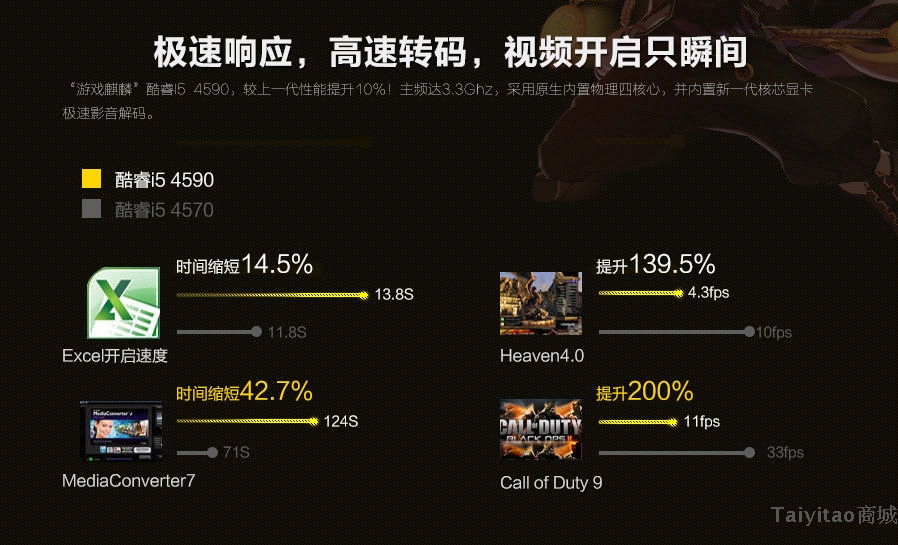 极速响应，高速转码，视频开启只瞬间
“游戏麒麟”酷睿I5 4590，较上一代性能提升10%！主频达3.3Ghz，采用原生内置物理四核心，并内置新一代核芯显卡
极速影音解码。
酷睿i5 4590
酷睿i5 4570
时间缩短14.5%
13.8S
11.8S
Excel开启速度
提升139.5%
4.3fps
10fps
Heaven4.0
时间缩短42.7%
124S
71S
MediaConverter 7
MediaConverter7
提升200%
11fps
33fps
CALL OF DUTY
BLACK OPS II
Call of Duty 9
Taiyitao商城